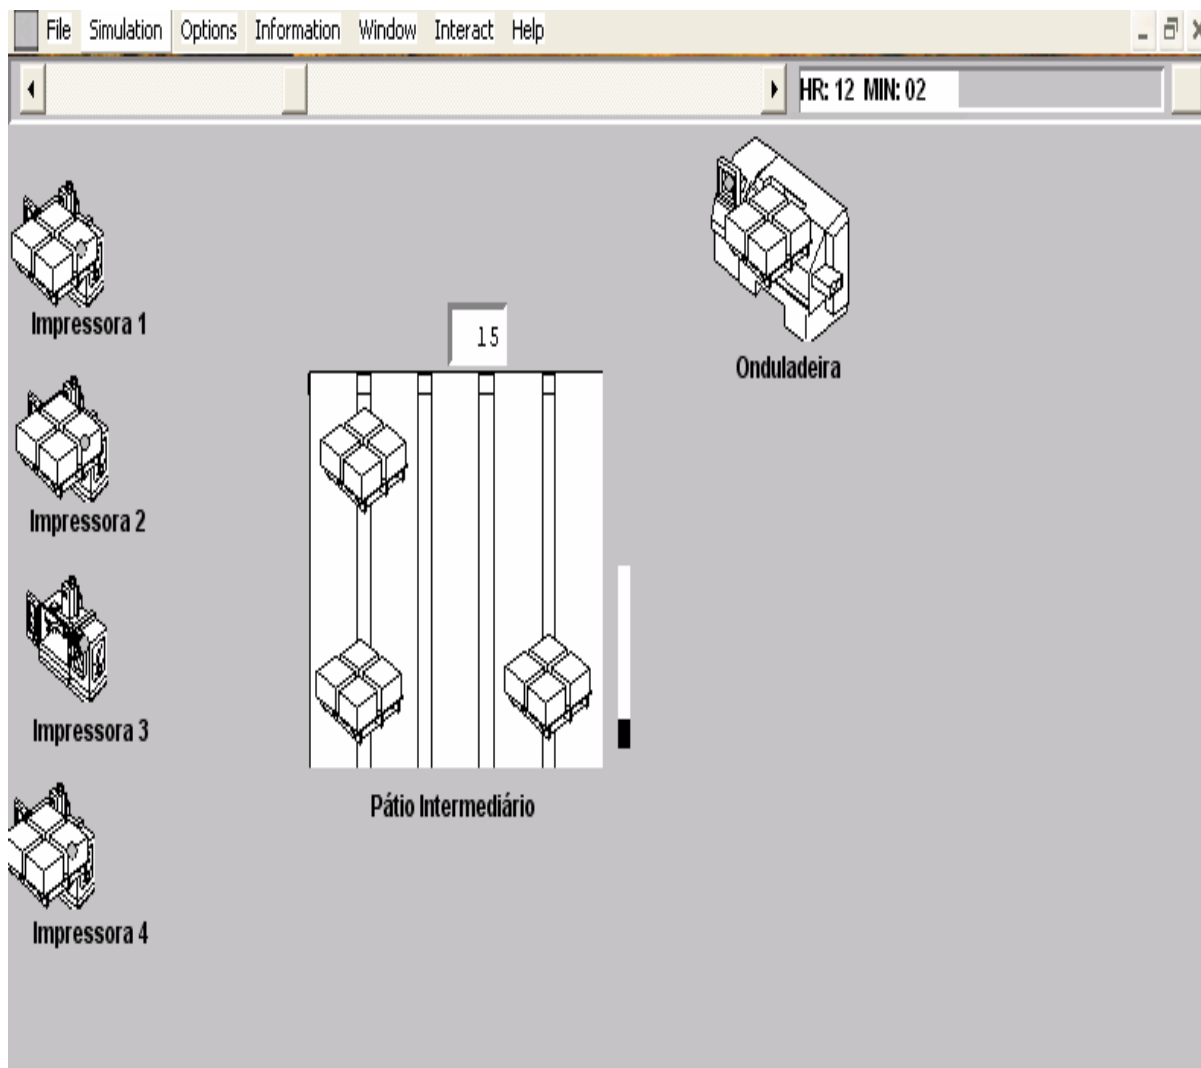 File Simulation Options Information Window Interact Help
HR: 12 MIN: 02
Impressora 1
15
Onduladeira
Impressora 2
Impressora 3
Pátio Intermediário
Impressora 4